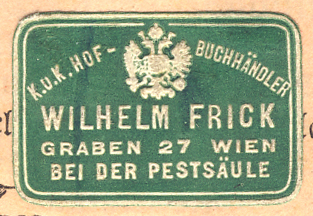 K.U.K. HOF-BUCHHÄNDLER
WILHELM FRICK
GRABEN 27 WIEN
BEI DER PESTSÄULE